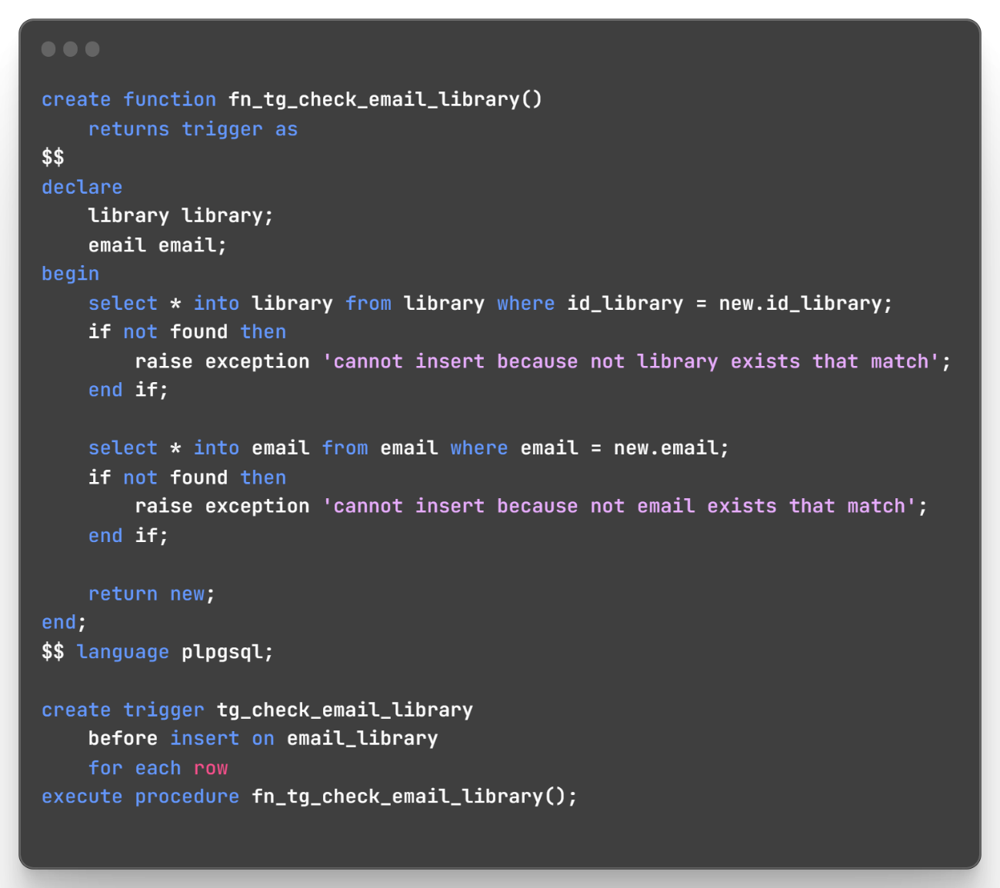 create function fn_tg_check_email_library()
    returns trigger as
$$
declare
    library library;
    email email;
begin
    select * into library from library where id_library = new.id_library;
    if not found then
        raise exception 'cannot insert because not library exists that match';
    end if;

    select * into email from email where email = new.email;
    if not found then
        raise exception 'cannot insert because not email exists that match';
    end if;

    return new;
end;
$$ language plpgsql;

create trigger tg_check_email_library
    before insert on email_library
    for each row
execute procedure fn_tg_check_email_library();